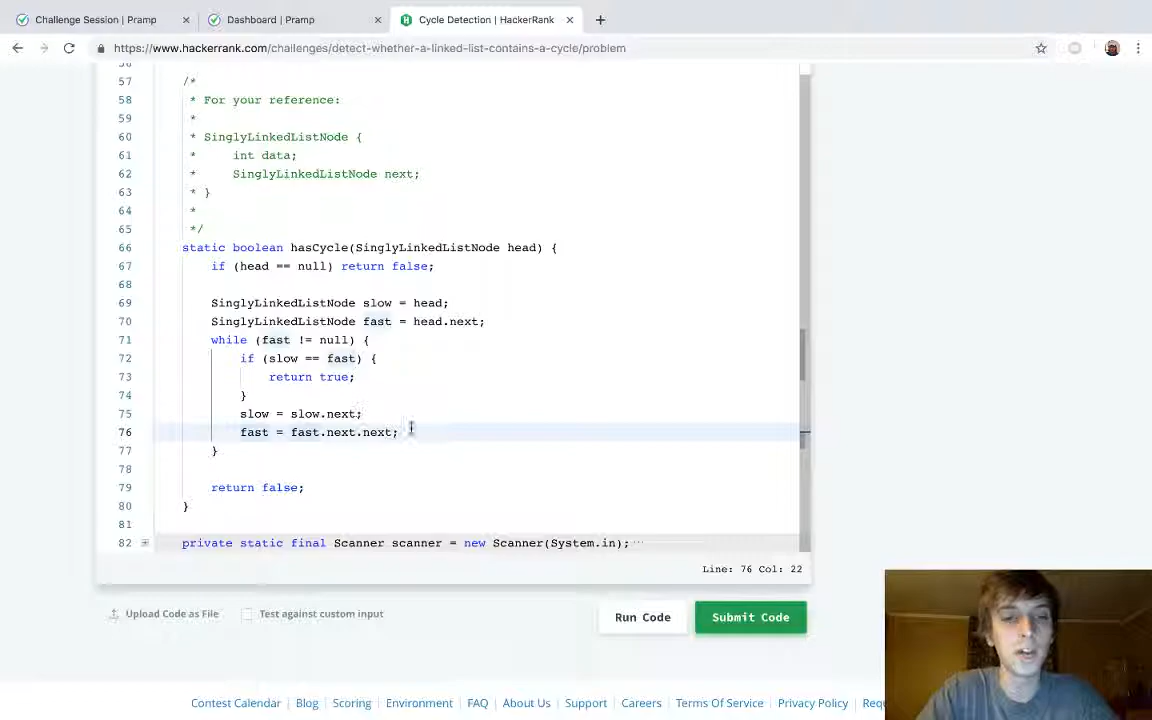 Challenge Session | Pramp
Dashboard | Pramp
Cycle Detection | HackerRank
https://www.hackerrank.com/challenges/detect-whether-a-linked-list-contains-a-cycle/problem
56
57 /*
58 * For your reference:
59 *
60 * SinglyLinkedListNode {
61 * int data;
62 * SinglyLinkedListNode next;
63 * }
64 *
65 */
66 static boolean hasCycle(SinglyLinkedListNode head) {
67 if (head == null) return false;
68
69 SinglyLinkedListNode slow = head;
70 SinglyLinkedListNode fast = head.next;
71 while (fast != null) {
72 if (slow == fast) {
73 return true;
74 }
75 slow = slow.next;
76 fast = fast.next.next;
77 }
78
79 return false;
80 }
81
82 private static final Scanner scanner = new Scanner(System.in);
Line: 76 Col: 22
Upload Code as File
Test against custom input
Run Code
Submit Code
Contest Calendar | Blog | Scoring | Environment | FAQ | About Us | Support | Careers | Terms Of Service | Privacy Policy |